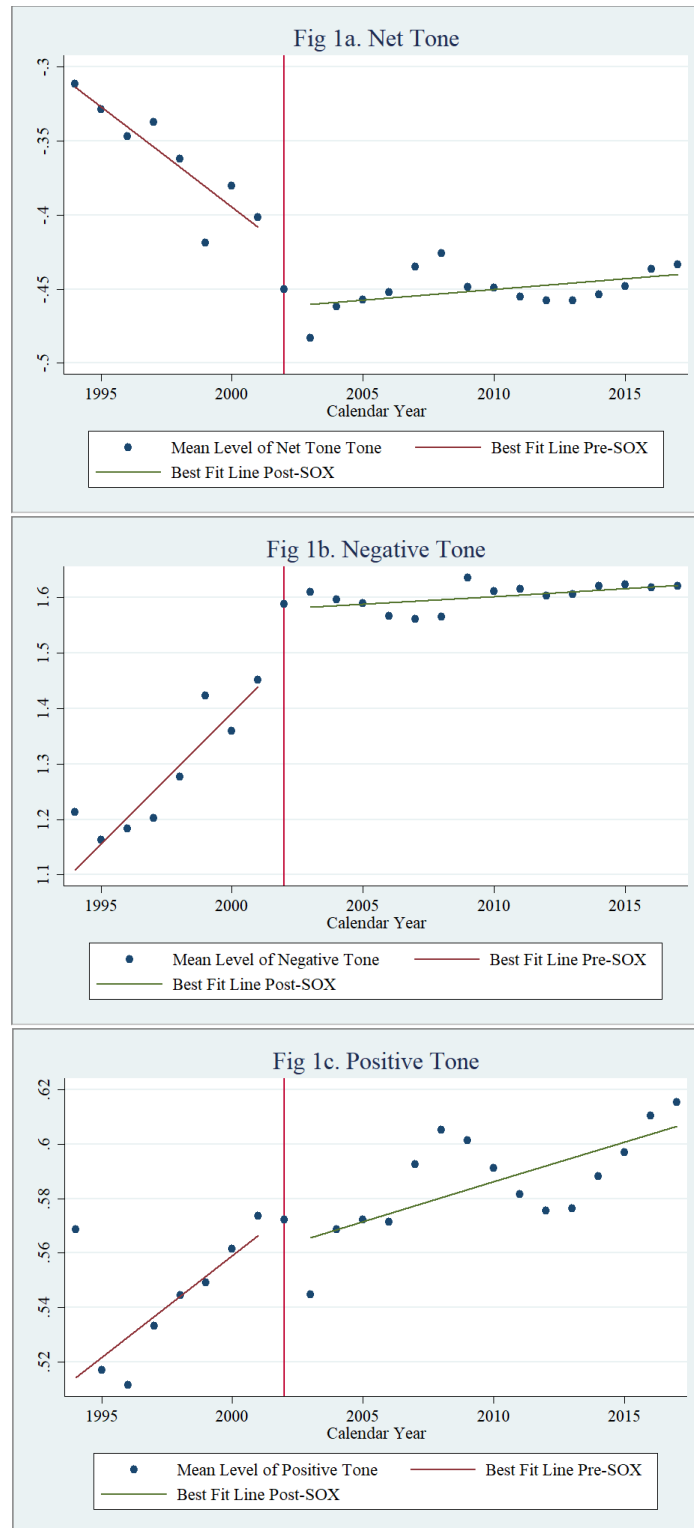 Fig 1a. Net Tone
-.3
-.35
-.4
-.45
-.5
1995 2000 2005 2010 2015
Calendar Year
Mean Level of Net Tone Tone Best Fit Line Pre-SOX
Best Fit Line Post-SOX
Fig 1b. Negative Tone
1.6
1.5
1.4
1.3
1.2
1.1
1995 2000 2005 2010 2015
Calendar Year
Mean Level of Negative Tone Best Fit Line Pre-SOX
Best Fit Line Post-SOX
Fig 1c. Positive Tone
.62
.6
.58
.56
.54
.52
1995 2000 2005 2010 2015
Calendar Year
Mean Level of Positive Tone Best Fit Line Pre-SOX
Best Fit Line Post-SOX